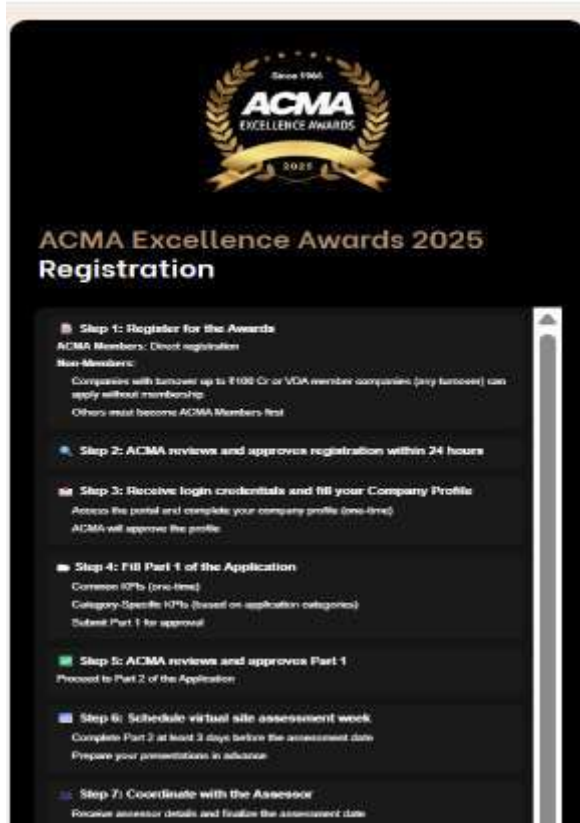 Since 1966
ACMA
EXCELLENCE AWARDS
2025
ACMA Excellence Awards 2025
Registration
Step 1: Register for the Awards
ACMA Members: Direct registration
Non-Members:
Companies with turnover up to ₹100 Cr or VDA member companies (any turnover) can
apply without membership
Others must become ACMA Members first
Step 2: ACMA reviews and approves registration within 24 hours
Step 3: Receive login credentials and fill your Company Profile
Access the portal and complete your company profile (one-time)
ACMA will approve the profile
Step 4: Fill Part 1 of the Application
Common KPIs (one-time)
Category-Specific KPIs (based on application categories)
Submit Part 1 for approval
Step 5: ACMA reviews and approves Part 1
Proceed to Part 2 of the Application
Step 6: Schedule virtual site assessment week
Complete Part 2 at least 3 days before the assessment date
Prepare your presentations in advance
Step 7: Coordinate with the Assessor
Receive assessor details and finalize the assessment date